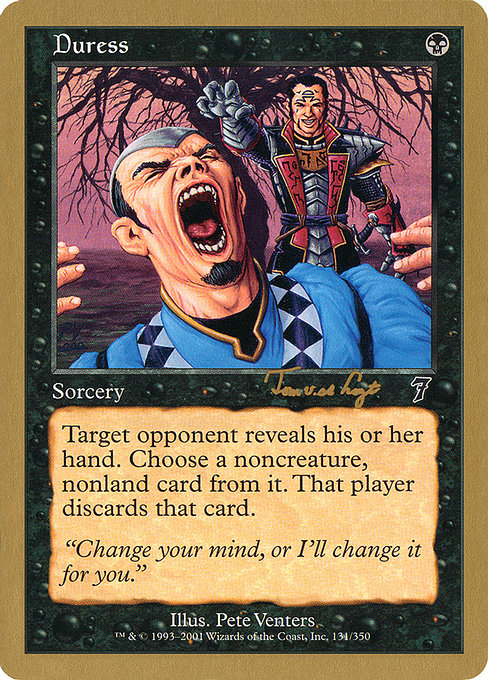 Duress
Sorcery
Target opponent reveals his or her
hand. Choose a noncreature,
nonland card from it. That player
discards that card.
“Change your mind, or I'll change it
for you.”
Illus. Pete Venters
™ & © 1993–2001 Wizards of the Coast, Inc. 131/350